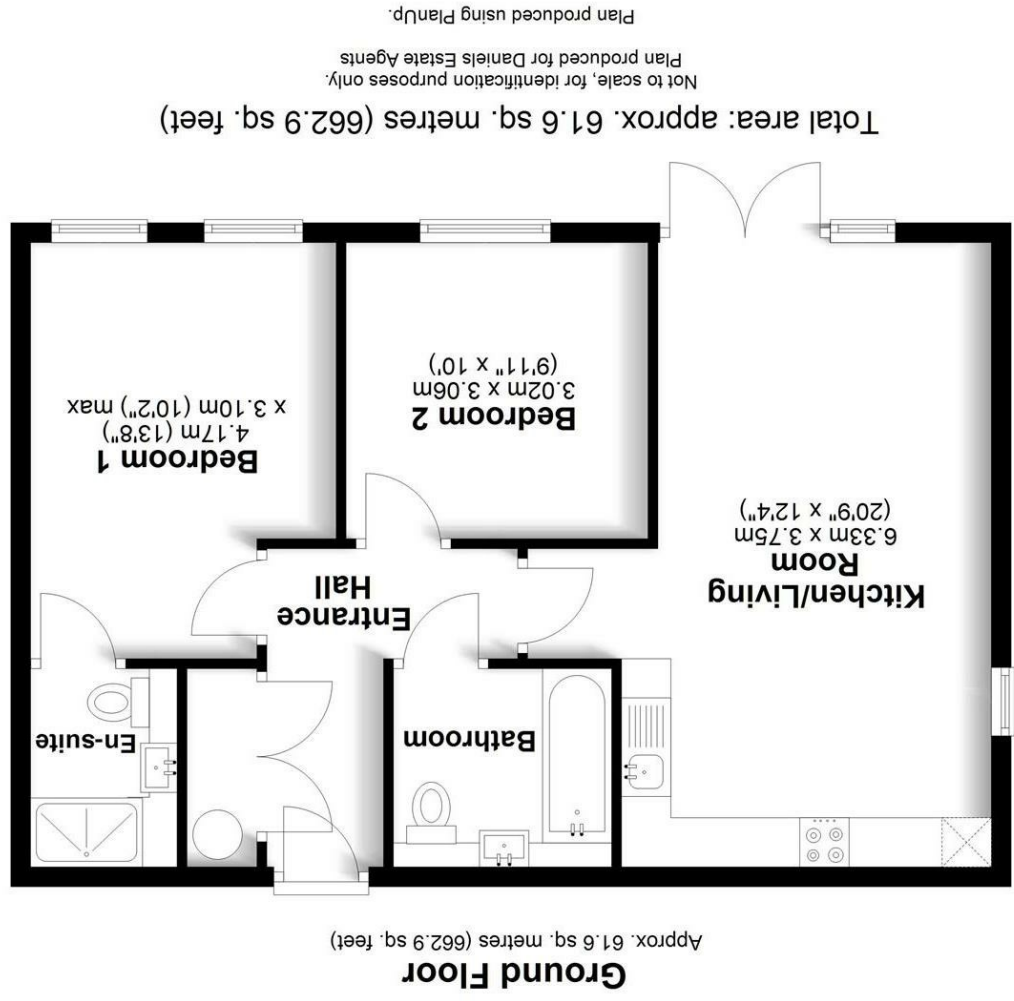 Ground Floor
Approx. 61.6 sq. metres (662.9 sq. feet)
Kitchen/Living
Room
6.33m x 3.75m
(20'9" x 12'4")
Bathroom
En-suite
Entrance
Hall
Bedroom 2
3.02m x 3.06m
(9'11" x 10')
Bedroom 1
4.17m (13'8")
x 3.10m (10'2") max
Total area: approx. 61.6 sq. metres (662.9 sq. feet)
Not to scale, for identification purposes only.
Plan produced for Daniels Estate Agents
Plan produced using PlanUp.